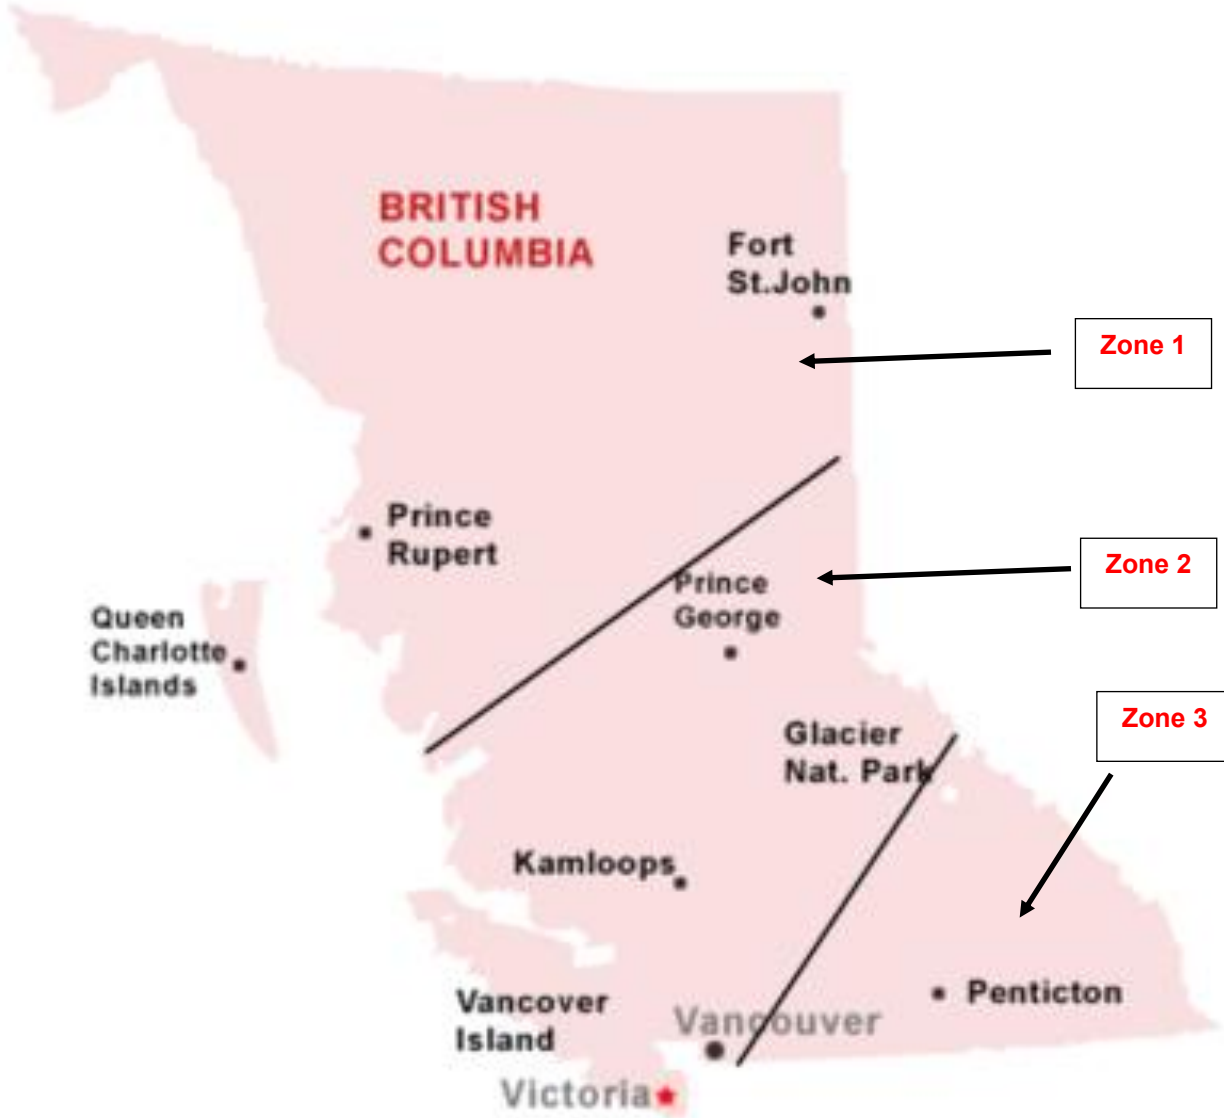 BRITISH
COLUMBIA
Fort
St.John
Zone 1
Prince
Rupert
Zone 2
Prince
George
Queen
Charlotte
Islands
Zone 3
Glacier
Nat. Park
Kamloops
Vancover
Island
Penticton
Vancouver
Victoria